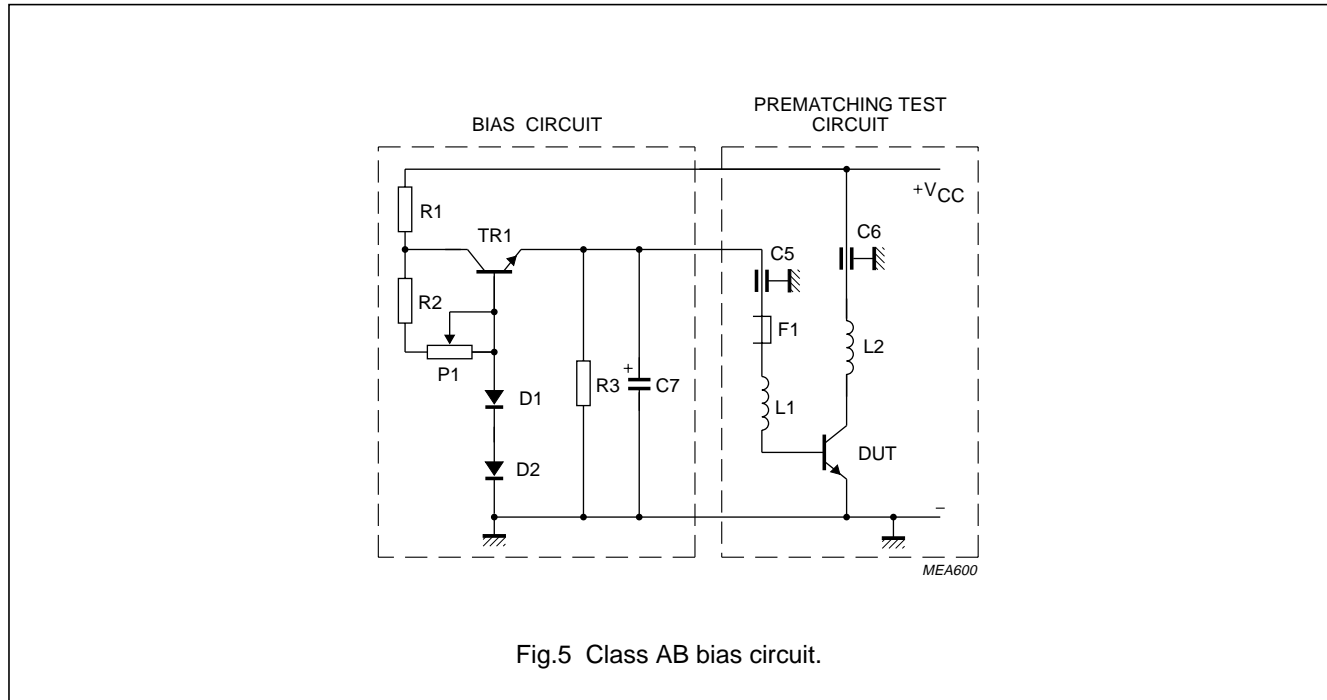 BIAS CIRCUIT
PREMATCHING TEST
CIRCUIT
+VCC
R1
TR1
C5
C6
R2
F1
P1
L2
D1
R3
+
C7
L1
D2
DUT
–
MEA600
Fig.5 Class AB bias circuit.